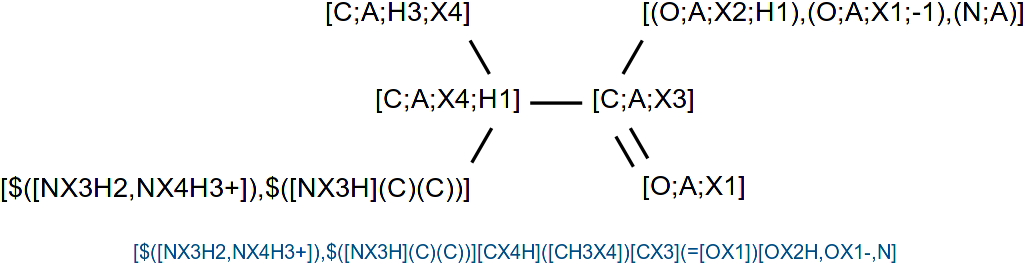 [C;A;H3;X4] [(O;A;X2;H1),(O;A;X1;-1),(N;A)]
[C;A;X4;H1] [C;A;X3]
[$([NX3H2,NX4H3+]),$([NX3H](C)(C))] [O;A;X1]
[$([NX3H2,NX4H3+]),$([NX3H](C)(C))][CX4H]([CH3X4])[CX3](=[OX1])[OX2H,OX1-,N]